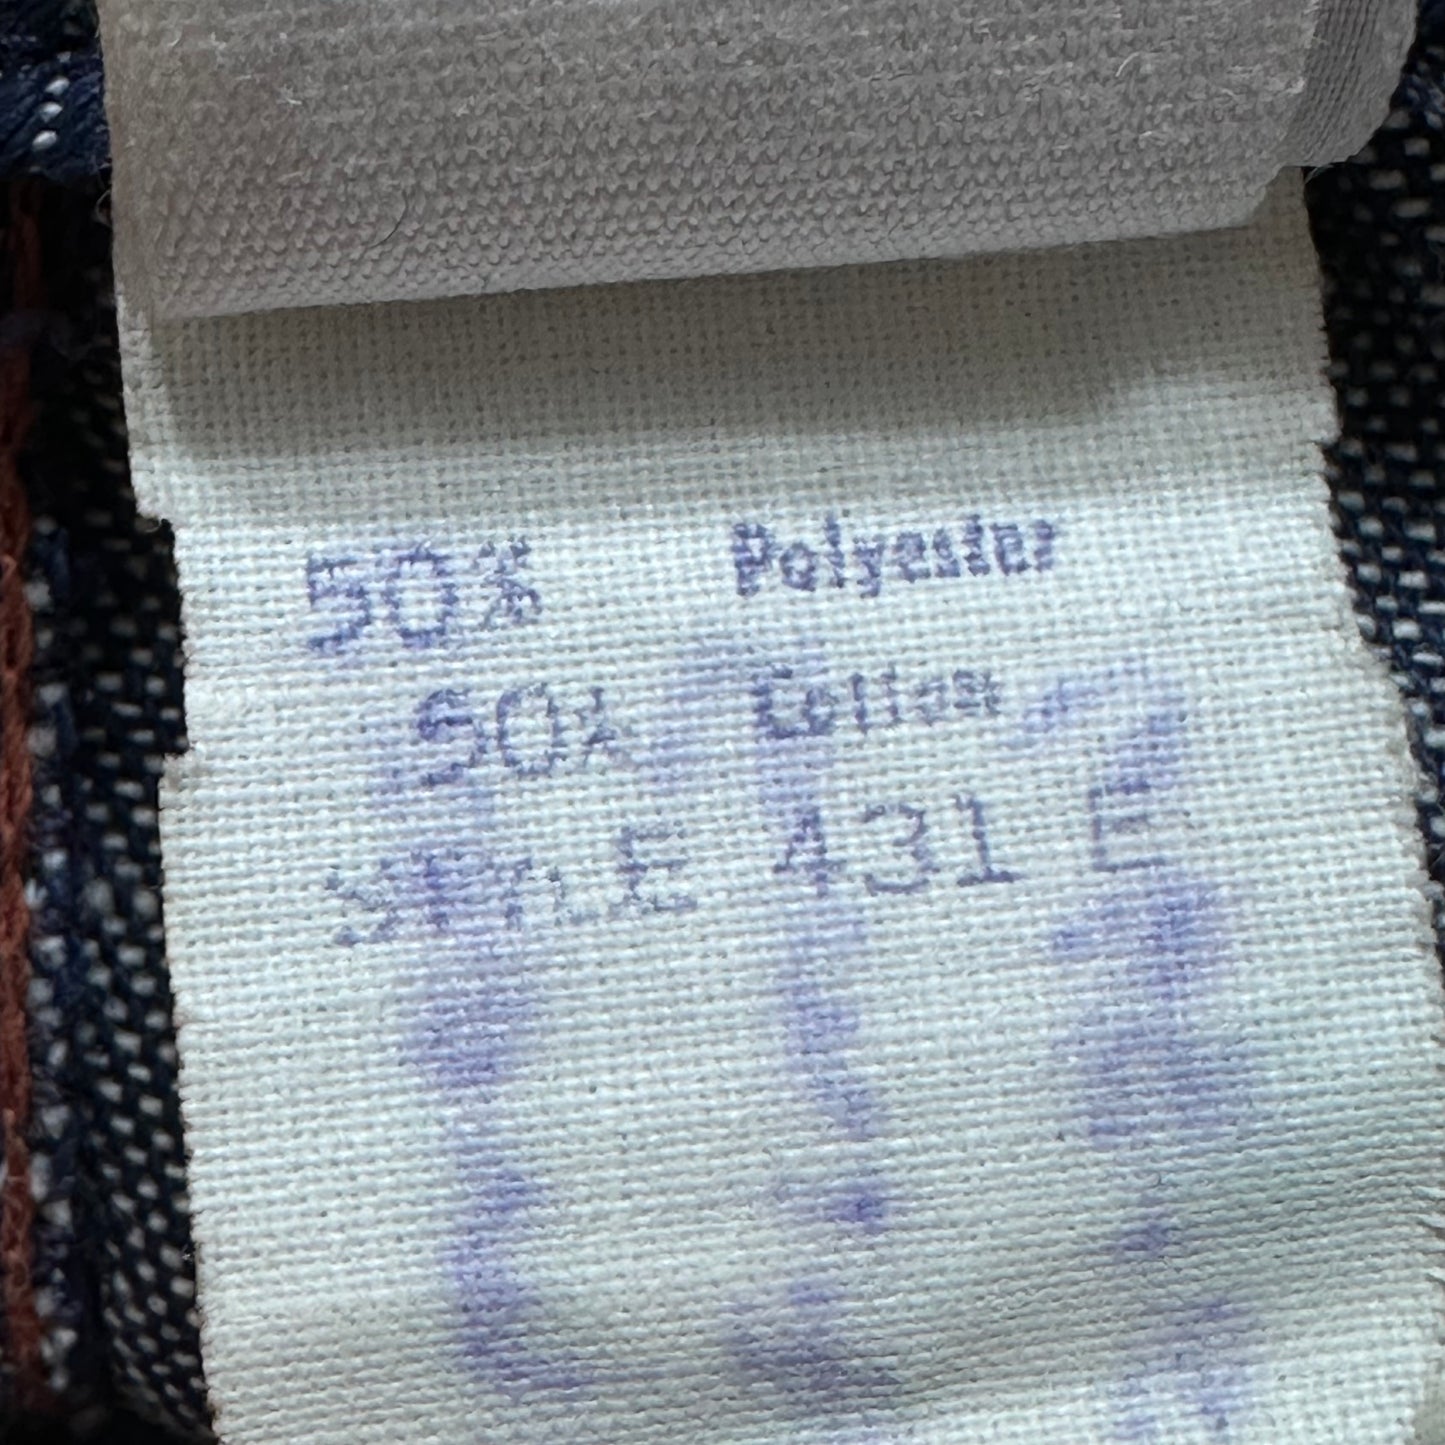 50% Polyester
50% Cotton
STYLE 431 E